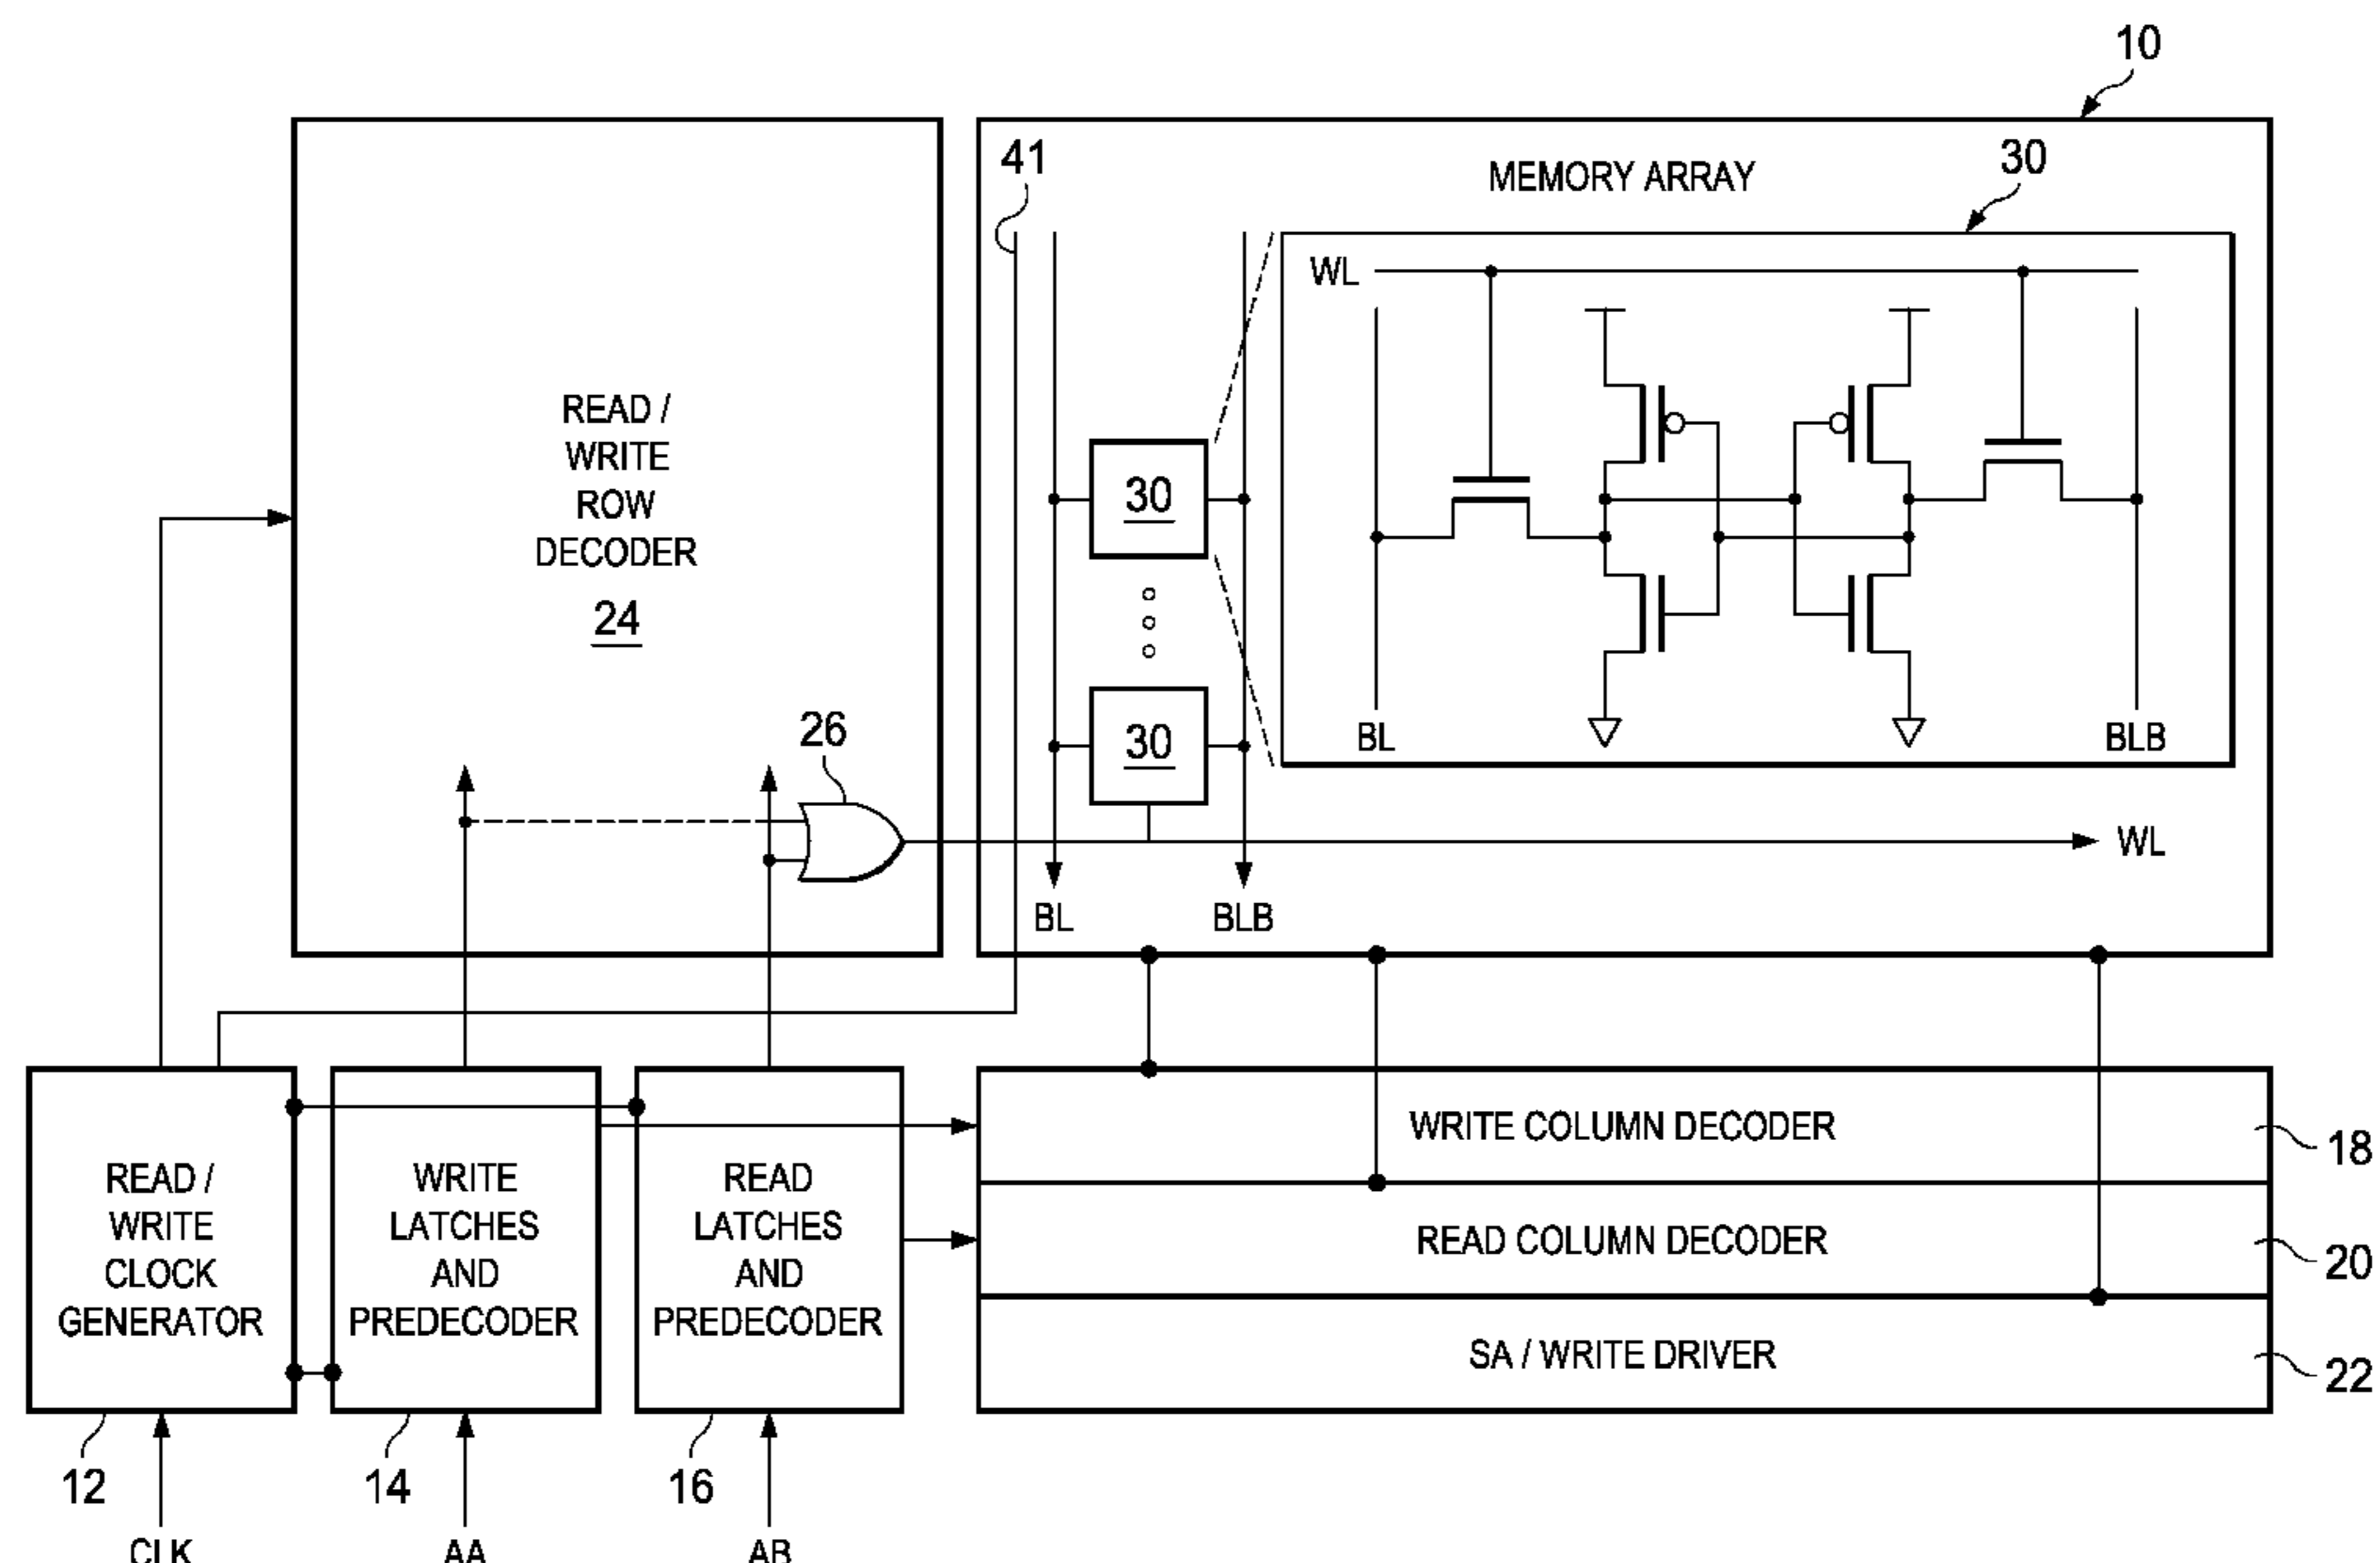 10
41
MEMORY ARRAY
30
WL
READ /
WRITE
ROW
DECODER
24
30
30
BL
BLB
26
WL
BL
BLB
READ /
WRITE
CLOCK
GENERATOR
WRITE
LATCHES
AND
PREDECODER
READ
LATCHES
AND
PREDECODER
WRITE COLUMN DECODER
18
READ COLUMN DECODER
20
SA / WRITE DRIVER
22
12
14
16
CLK
AA
AB